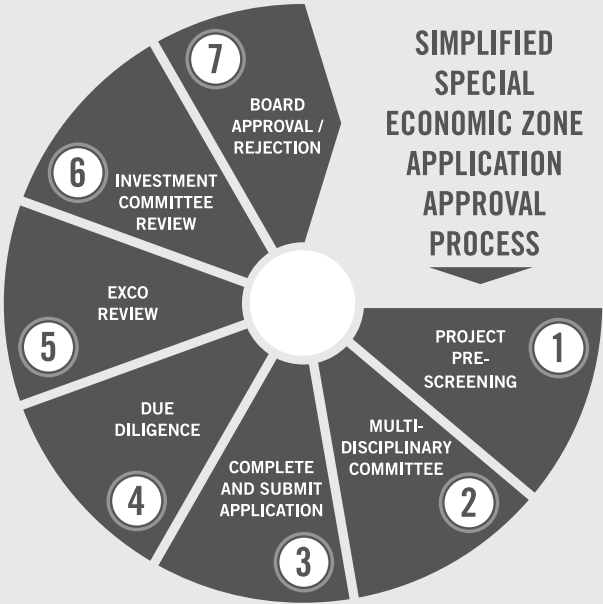 SIMPLIFIED
SPECIAL
ECONOMIC ZONE
APPLICATION
APPROVAL
PROCESS
1
PROJECT
PRE-
SCREENING
2
MULTI-
DISCIPLINARY
COMMITTEE
3
COMPLETE
AND SUBMIT
APPLICATION
4
DUE
DILIGENCE
5
EXCO
REVIEW
6
INVESTMENT
COMMITTEE
REVIEW
7
BOARD
APPROVAL /
REJECTION